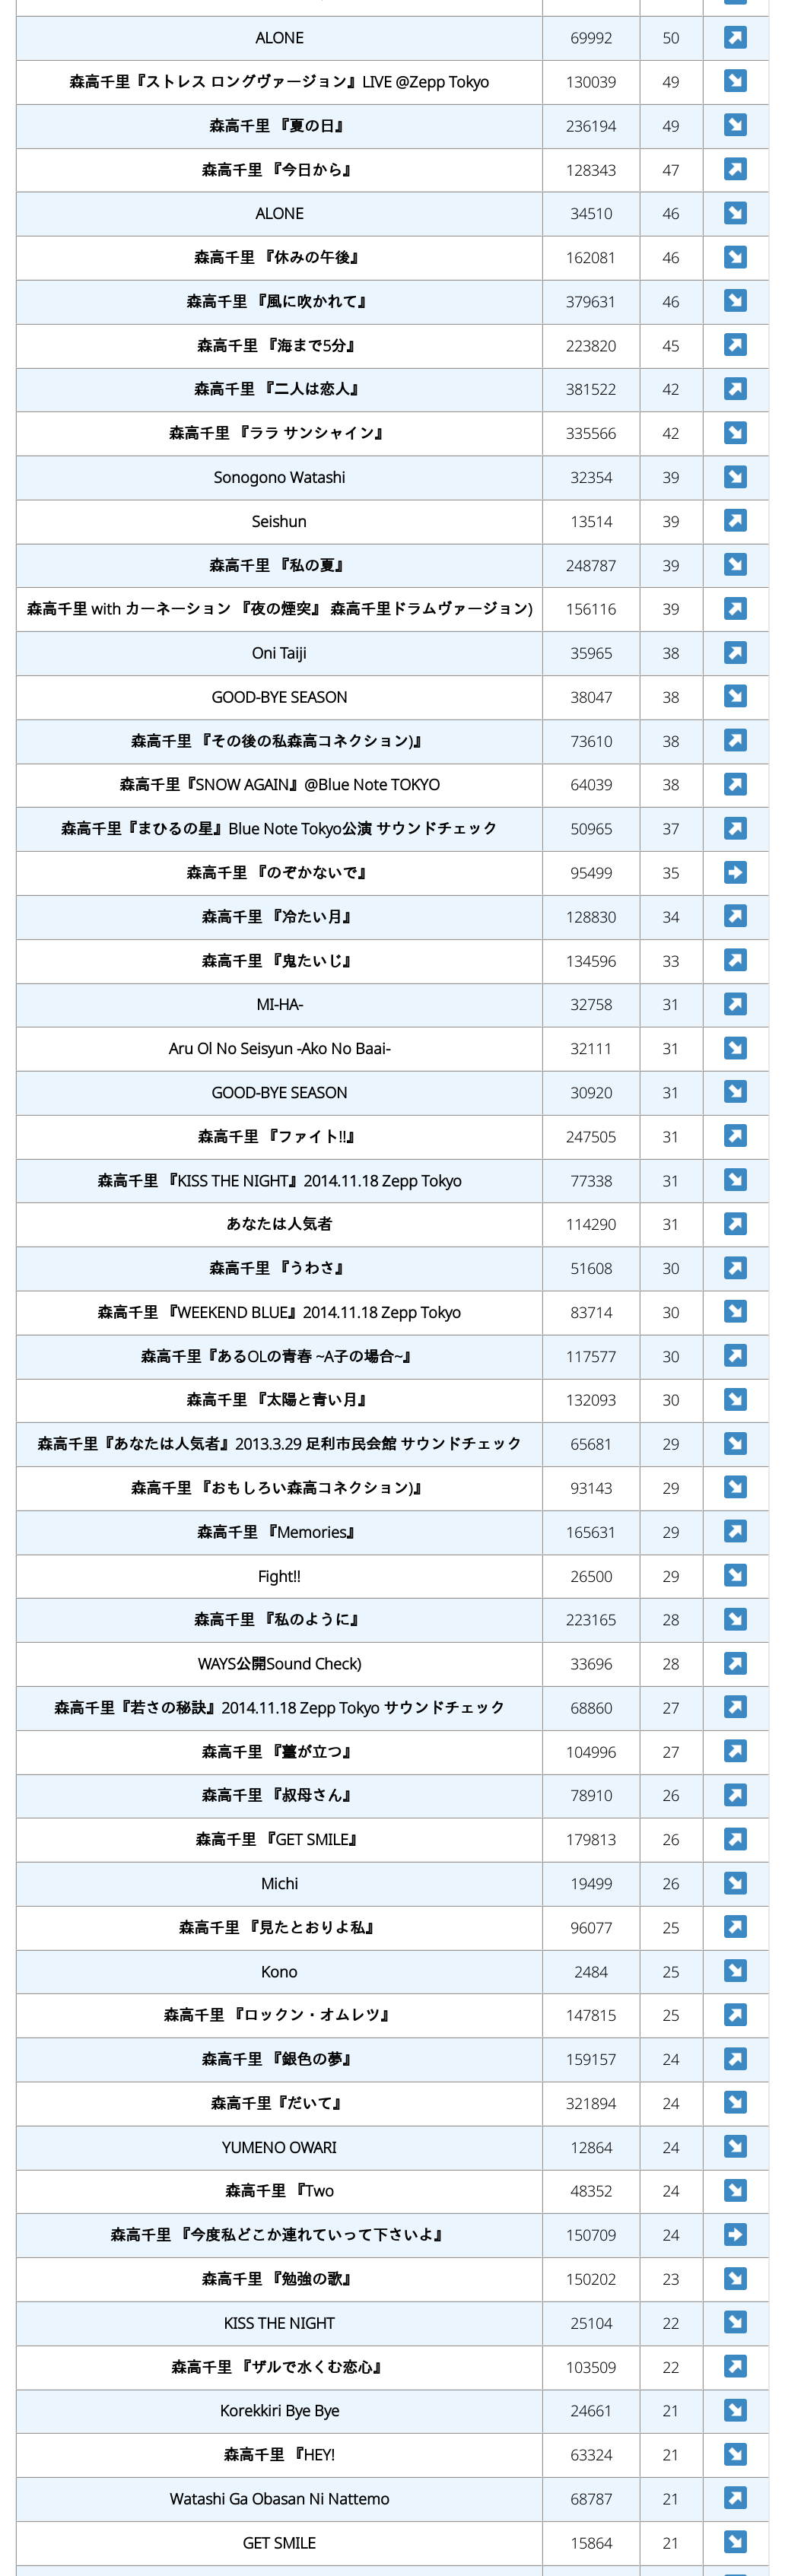 ALONE 69992 50
森高千里『ストレス ロングヴァージョン』LIVE @Zepp Tokyo 130039 49
森高千里 『夏の日』 236194 49
森高千里 『今日から』 128343 47
ALONE 34510 46
森高千里 『休みの午後』 162081 46
森高千里 『風に吹かれて』 379631 46
森高千里 『海まで5分』 223820 45
森高千里 『二人は恋人』 381522 42
森高千里 『ララ サンシャイン』 335566 42
Sonogono Watashi 32354 39
Seishun 13514 39
森高千里 『私の夏』 248787 39
森高千里 with カーネーション 『夜の煙突』 森高千里ドラムヴァージョン) 156116 39
Oni Taiji 35965 38
GOOD-BYE SEASON 38047 38
森高千里 『その後の私森高コネクション)』 73610 38
森高千里『SNOW AGAIN』@Blue Note TOKYO 64039 38
森高千里『まひるの星』Blue Note Tokyo公演 サウンドチェック 50965 37
森高千里 『のぞかないで』 95499 35
森高千里 『冷たい月』 128830 34
森高千里 『鬼たいじ』 134596 33
MI-HA- 32758 31
Aru Ol No Seisyun -Ako No Baai- 32111 31
GOOD-BYE SEASON 30920 31
森高千里 『ファイト!!』 247505 31
森高千里 『KISS THE NIGHT』2014.11.18 Zepp Tokyo 77338 31
あなたは人気者 114290 31
森高千里 『うわさ』 51608 30
森高千里 『WEEKEND BLUE』2014.11.18 Zepp Tokyo 83714 30
森高千里『あるOLの青春 ~A子の場合~』 117577 30
森高千里 『太陽と青い月』 132093 30
森高千里『あなたは人気者』2013.3.29 足利市民会館 サウンドチェック 65681 29
森高千里 『おもしろい森高コネクション)』 93143 29
森高千里 『Memories』 165631 29
Fight!! 26500 29
森高千里 『私のように』 223165 28
WAYS公開Sound Check) 33696 28
森高千里『若さの秘訣』2014.11.18 Zepp Tokyo サウンドチェック 68860 27
森高千里 『薹が立つ』 104996 27
森高千里 『叔母さん』 78910 26
森高千里 『GET SMILE』 179813 26
Michi 19499 26
森高千里 『見たとおりよ私』 96077 25
Kono 2484 25
森高千里 『ロックン・オムレツ』 147815 25
森高千里 『銀色の夢』 159157 24
森高千里『だいて』 321894 24
YUMENO OWARI 12864 24
森高千里 『Two 48352 24
森高千里 『今度私どこか連れていって下さいよ』 150709 24
森高千里 『勉強の歌』 150202 23
KISS THE NIGHT 25104 22
森高千里 『ザルで水くむ恋心』 103509 22
Korekkiri Bye Bye 24661 21
森高千里 『HEY! 63324 21
Watashi Ga Obasan Ni Nattemo 68787 21
GET SMILE 15864 21